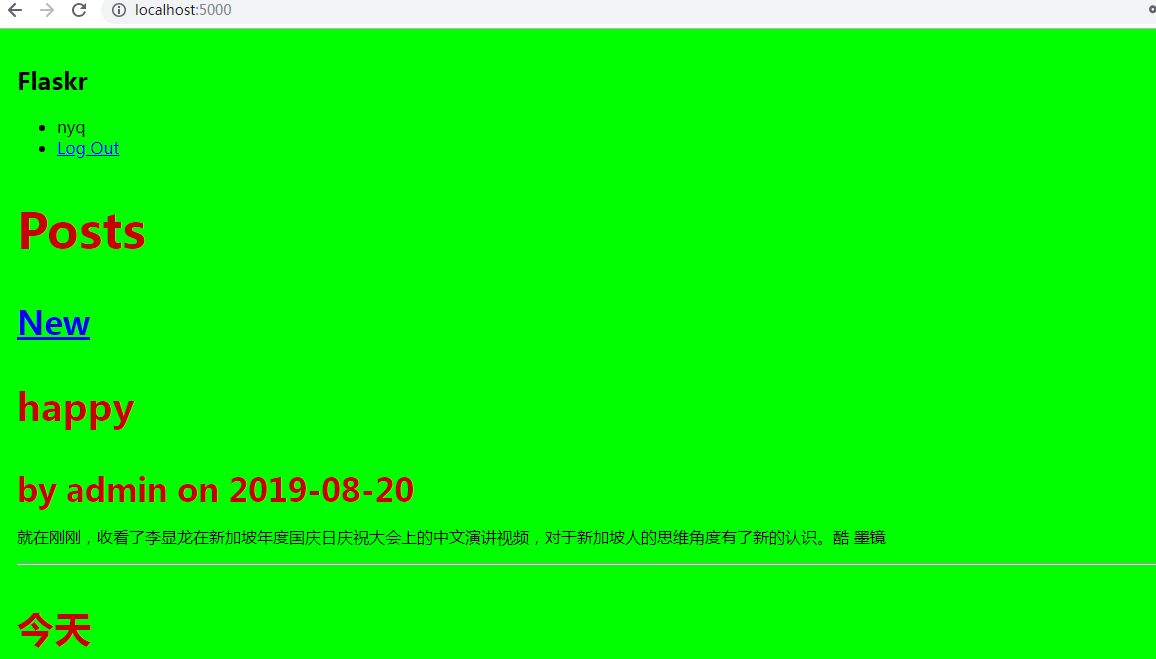 localhost:5000
Flaskr
nyq
Log Out
Posts
New
happy
by admin on 2019-08-20
就在刚刚，收看了李显龙在新加坡年度国庆日庆祝大会上的中文演讲视频，对于新加坡人的思维角度有了新的认识。酷 墨镜
今天